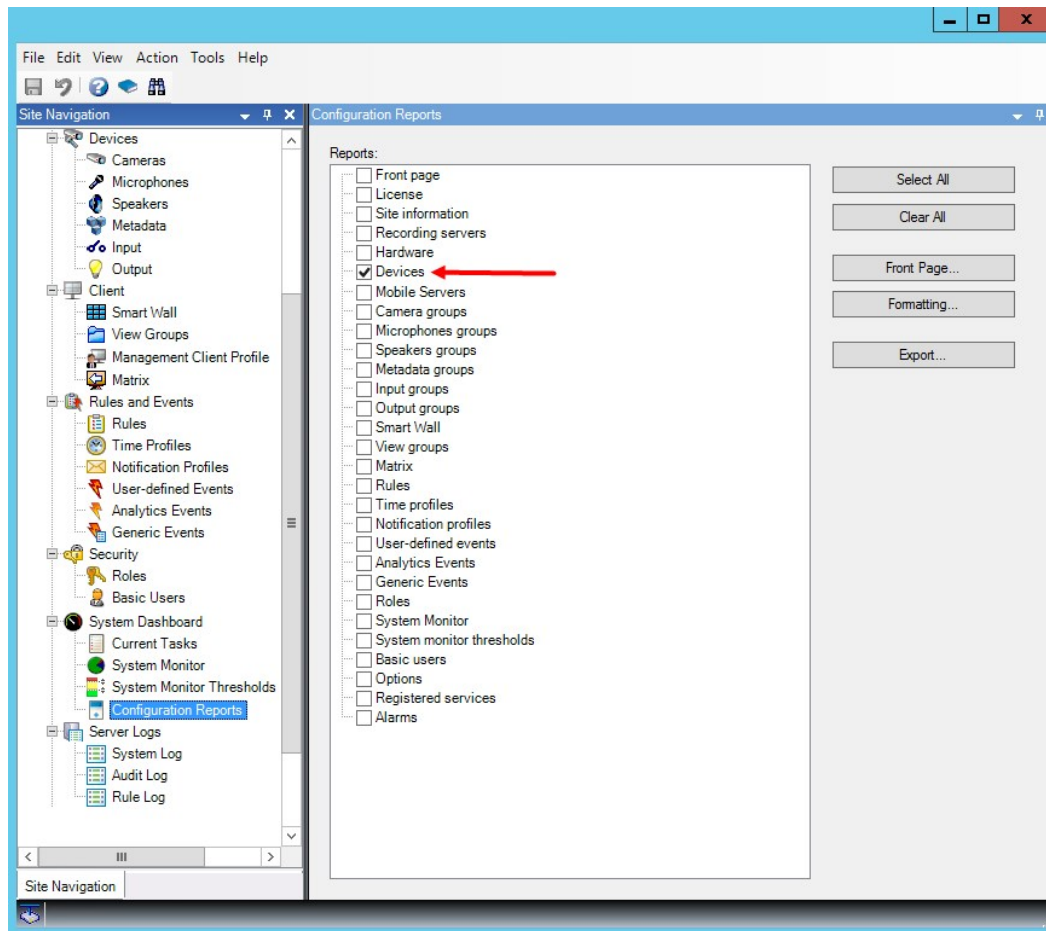 File Edit View Action Tools Help
Site Navigation
Devices
Cameras
Microphones
Speakers
Metadata
Input
Output
Client
Smart Wall
View Groups
Management Client Profile
Matrix
Rules and Events
Rules
Time Profiles
Notification Profiles
User-defined Events
Analytics Events
Generic Events
Security
Roles
Basic Users
System Dashboard
Current Tasks
System Monitor
System Monitor Thresholds
Configuration Reports
Server Logs
System Log
Audit Log
Rule Log
Site Navigation
Configuration Reports
Reports:
Front page
License
Site information
Recording servers
Hardware
Devices
Mobile Servers
Camera groups
Microphones groups
Speakers groups
Metadata groups
Input groups
Output groups
Smart Wall
View groups
Matrix
Rules
Time profiles
Notification profiles
User-defined events
Analytics Events
Generic Events
Roles
System Monitor
System monitor thresholds
Basic users
Options
Registered services
Alarms
Select All
Clear All
Front Page...
Formatting...
Export...